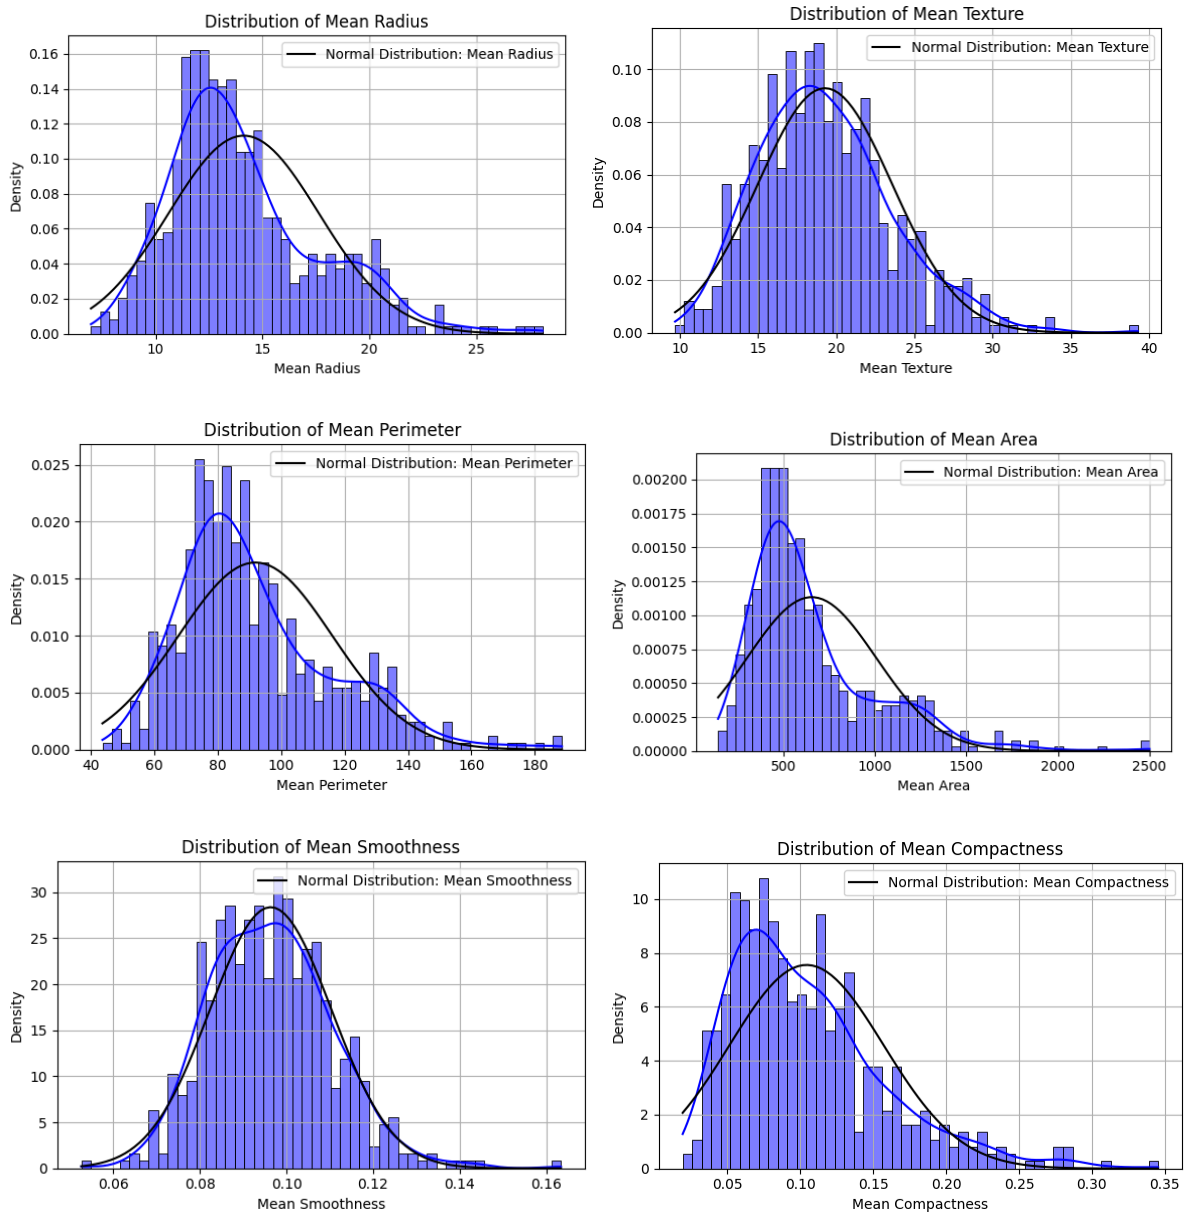 Distribution of Mean Radius
Normal Distribution: Mean Radius
Density
0.16
0.14
0.12
0.10
0.08
0.06
0.04
0.02
0.00
10 15 20 25
Mean Radius
Distribution of Mean Texture
Normal Distribution: Mean Texture
Density
0.10
0.08
0.06
0.04
0.02
0.00
10 15 20 25 30 35 40
Mean Texture
Distribution of Mean Perimeter
Normal Distribution: Mean Perimeter
Density
0.025
0.020
0.015
0.010
0.005
0.000
40 60 80 100 120 140 160 180
Mean Perimeter
Distribution of Mean Area
Normal Distribution: Mean Area
Density
0.00200
0.00175
0.00150
0.00125
0.00100
0.00075
0.00050
0.00025
0.00000
500 1000 1500 2000 2500
Mean Area
Distribution of Mean Smoothness
Normal Distribution: Mean Smoothness
Density
30
25
20
15
10
5
0
0.06 0.08 0.10 0.12 0.14 0.16
Mean Smoothness
Distribution of Mean Compactness
Normal Distribution: Mean Compactness
Density
10
8
6
4
2
0
0.05 0.10 0.15 0.20 0.25 0.30 0.35
Mean Compactness